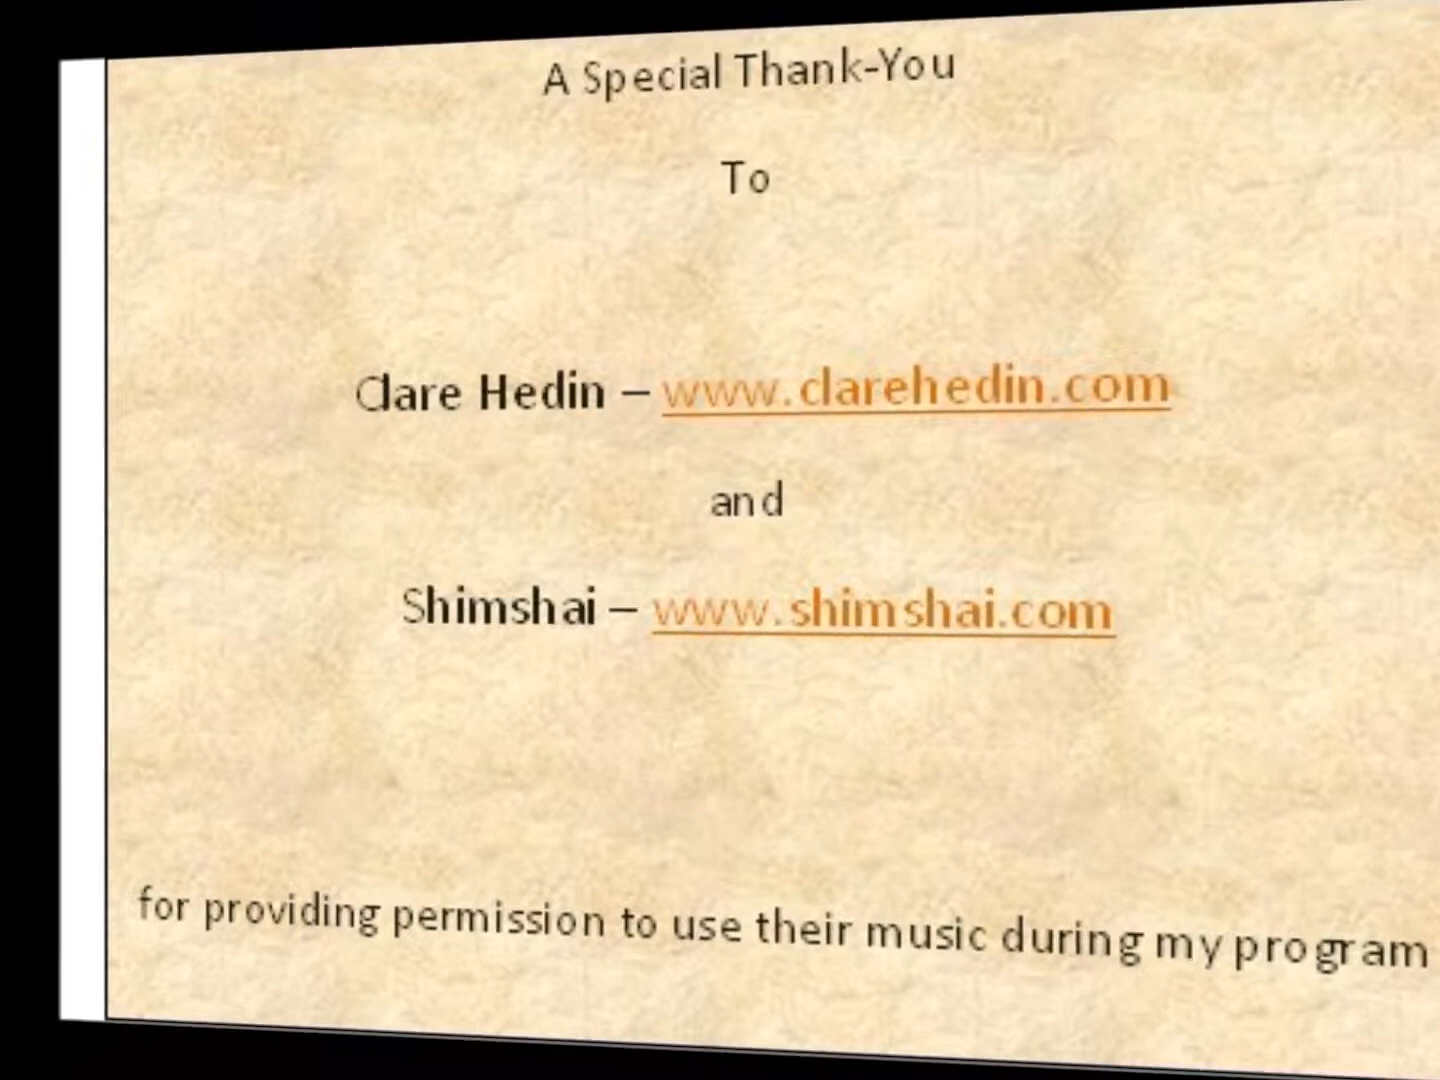 A Special Thank-You
To
Clare Hedin – www.clarehedin.com
and
Shimshai – www.shimshai.com
for providing permission to use their music during my program